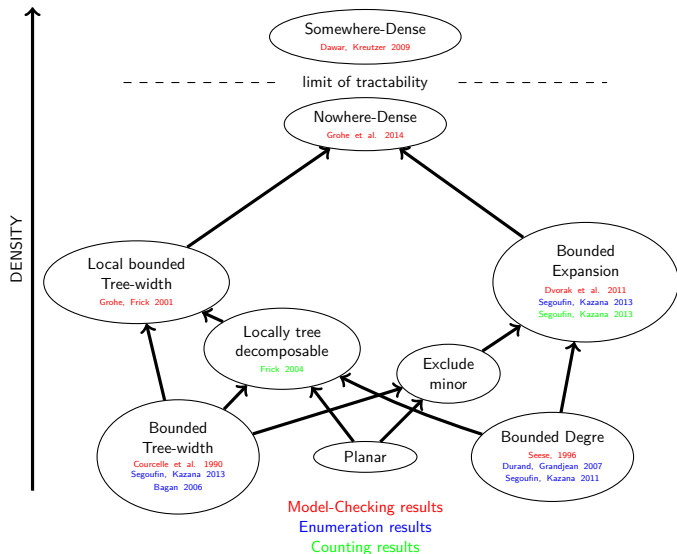 Somewhere-Dense
Dawar, Kreutzer 2009
limit of tractability
Nowhere-Dense
Grohe et al. 2014
DENSITY
Local bounded
Tree-width
Grohe, Frick 2001
Bounded
Expansion
Dvorak et al. 2011
Segoufin, Kazana 2013
Segoufin, Kazana 2013
Locally tree
decomposable
Frick 2004
Exclude
minor
Bounded
Tree-width
Courcelle et al. 1990
Segoufin, Kazana 2013
Bagan 2006
Planar
Bounded Degre
Seese, 1996
Durand, Grandjean 2007
Segoufin, Kazana 2011
Model-Checking results
Enumeration results
Counting results